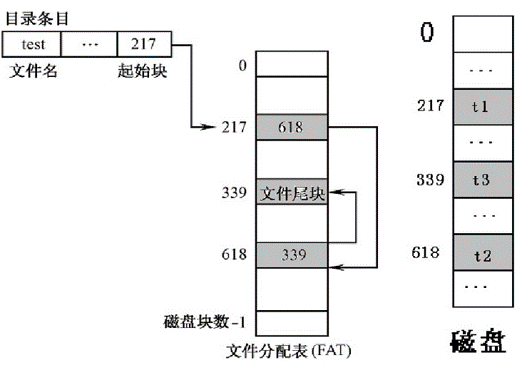 目录条目
test … 217
文件名 起始块
0
217 618
339 文件尾块
618 339
磁盘块数-1
文件分配表(FAT)
0
...
217 t1
...
339 t3
...
618 t2
...
磁盘